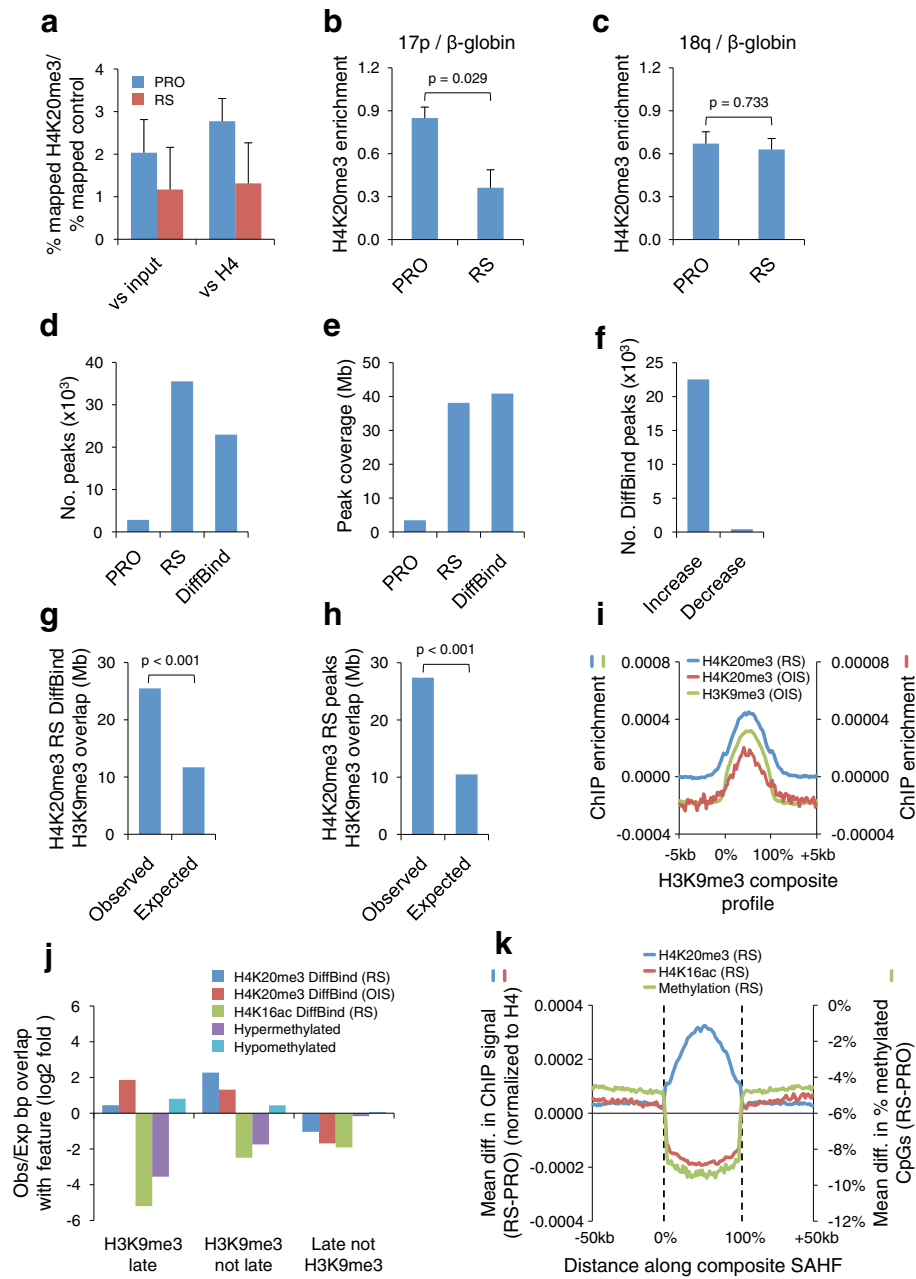 a
% mapped H4K20me3/
% mapped control
4
3
2
1
0
PRO
RS
vs input
vs H4
b
17p / β-globin
H4K20me3 enrichment
1.2
0.9
0.6
0.3
0.0
p = 0.029
PRO
RS
c
18q / β-globin
H4K20me3 enrichment
1.2
0.9
0.6
0.3
0.0
p = 0.733
PRO
RS
d
No. peaks (x10³)
40
30
20
10
0
PRO
RS
DiffBind
e
Peak coverage (Mb)
60
40
20
0
PRO
RS
DiffBind
f
No. DiffBind peaks (x10³)
25
20
15
10
5
0
Increase
Decrease
g
H4K20me3 RS DiffBind
H3K9me3 overlap (Mb)
30
20
10
0
p < 0.001
Observed
Expected
h
H4K20me3 RS peaks
H3K9me3 overlap (Mb)
30
20
10
0
p < 0.001
Observed
Expected
i
ChIP enrichment
0.0008
0.0004
0.0000
-0.0004
H4K20me3 (RS)
H4K20me3 (OIS)
H3K9me3 (OIS)
0.00008
0.00004
0.00000
-0.00004
ChIP enrichment
-5kb
0%
100%
+5kb
H3K9me3 composite
profile
j
Obs/Exp bp overlap
with feature (log2 fold )
6
4
2
0
-2
-4
-6
H4K20me3 DiffBind (RS)
H4K20me3 DiffBind (OIS)
H4K16ac DiffBind (RS)
Hypermethylated
Hypomethylated
H3K9me3
late
H3K9me3
not late
Late not
H3K9me3
k
H4K20me3 (RS)
H4K16ac (RS)
Methylation (RS)
Mean diff. in ChIP signal
(RS-PRO) (normalized to H4)
0.0004
0.0002
0.0000
-0.0002
-0.0004
0%
-2%
-4%
-6%
-8%
-10%
-12%
Mean diff. in % methylated
CpGs (RS-PRO)
-50kb
0%
100%
+50kb
Distance along composite SAHF